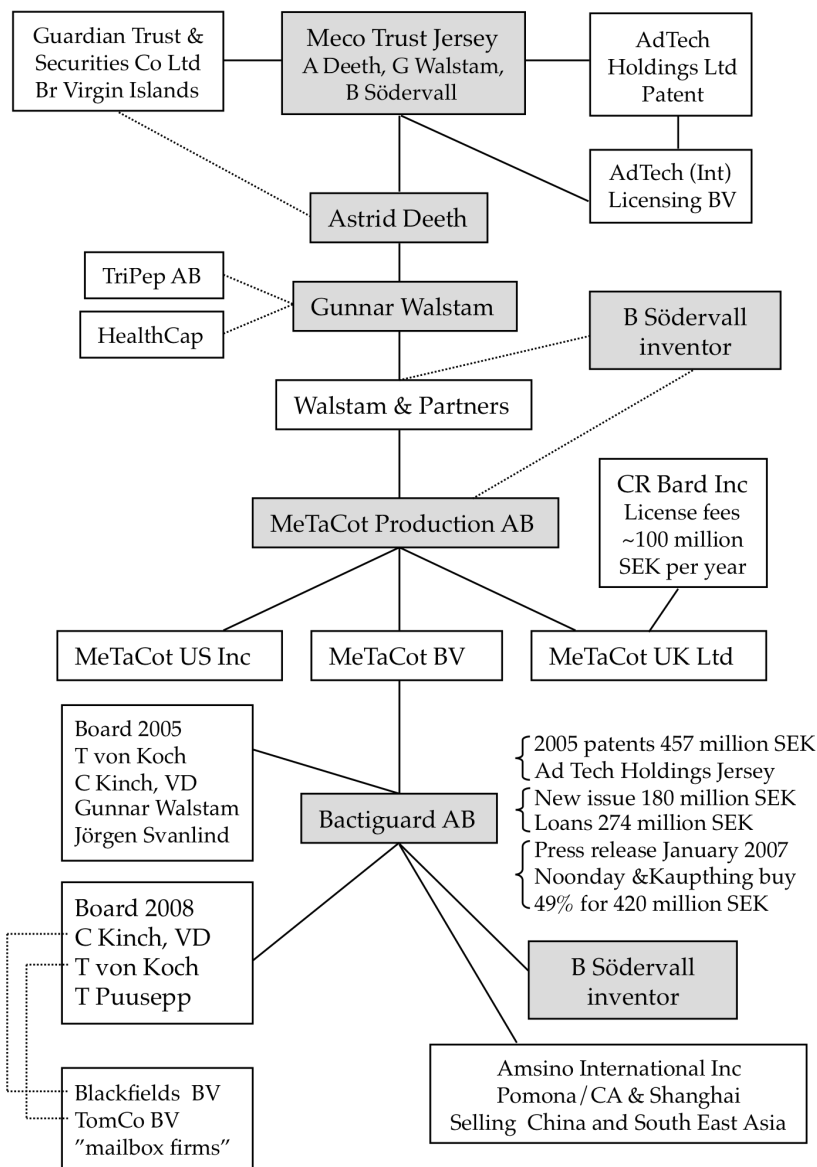 Guardian Trust &
Securities Co Ltd
Br Virgin Islands
Meco Trust Jersey
A Deeth, G Walstam,
B Södervall
AdTech
Holdings Ltd
Patent
AdTech (Int)
Licensing BV
Astrid Deeth
TriPep AB
Gunnar Walstam
HealthCap
B Södervall
inventor
Walstam & Partners
CR Bard Inc
License fees
~100 million
SEK per year
MeTaCot Production AB
MeTaCot US Inc
MeTaCot BV
MeTaCot UK Ltd
Board 2005
T von Koch
C Kinch, VD
Gunnar Walstam
Jörgen Svanlind
2005 patents 457 million SEK
Ad Tech Holdings Jersey
New issue 180 million SEK
Loans 274 million SEK
Press release January 2007
Noonday &Kaupthing buy
49% for 420 million SEK
Bactiguard AB
Board 2008
C Kinch, VD
T von Koch
T Puusepp
B Södervall
inventor
Amsino International Inc
Pomona/CA & Shanghai
Selling China and South East Asia
Blackfields BV
TomCo BV
”mailbox firms”